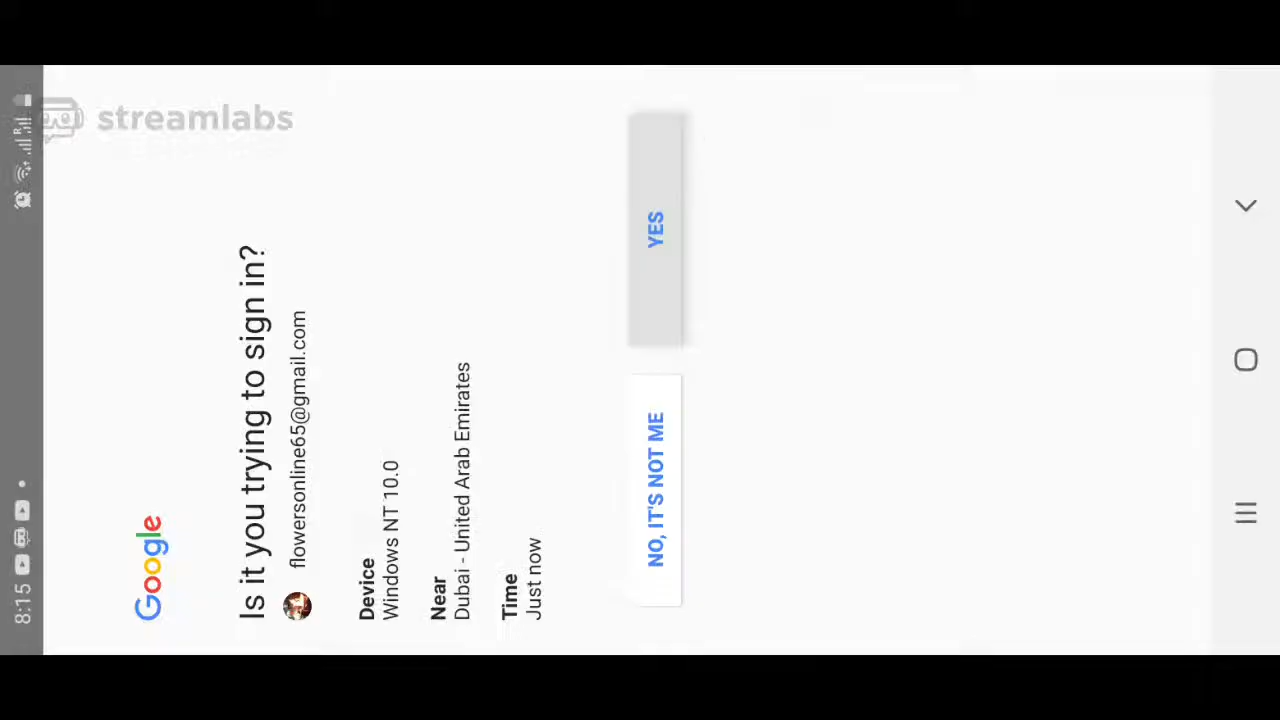 streamlabs
8:15
R
Google
Is it you trying to sign in?
flowersonline65@gmail.com
Device
Windows NT 10.0
Near
Dubai - United Arab Emirates
Time
Just now
NO, IT'S NOT ME
YES